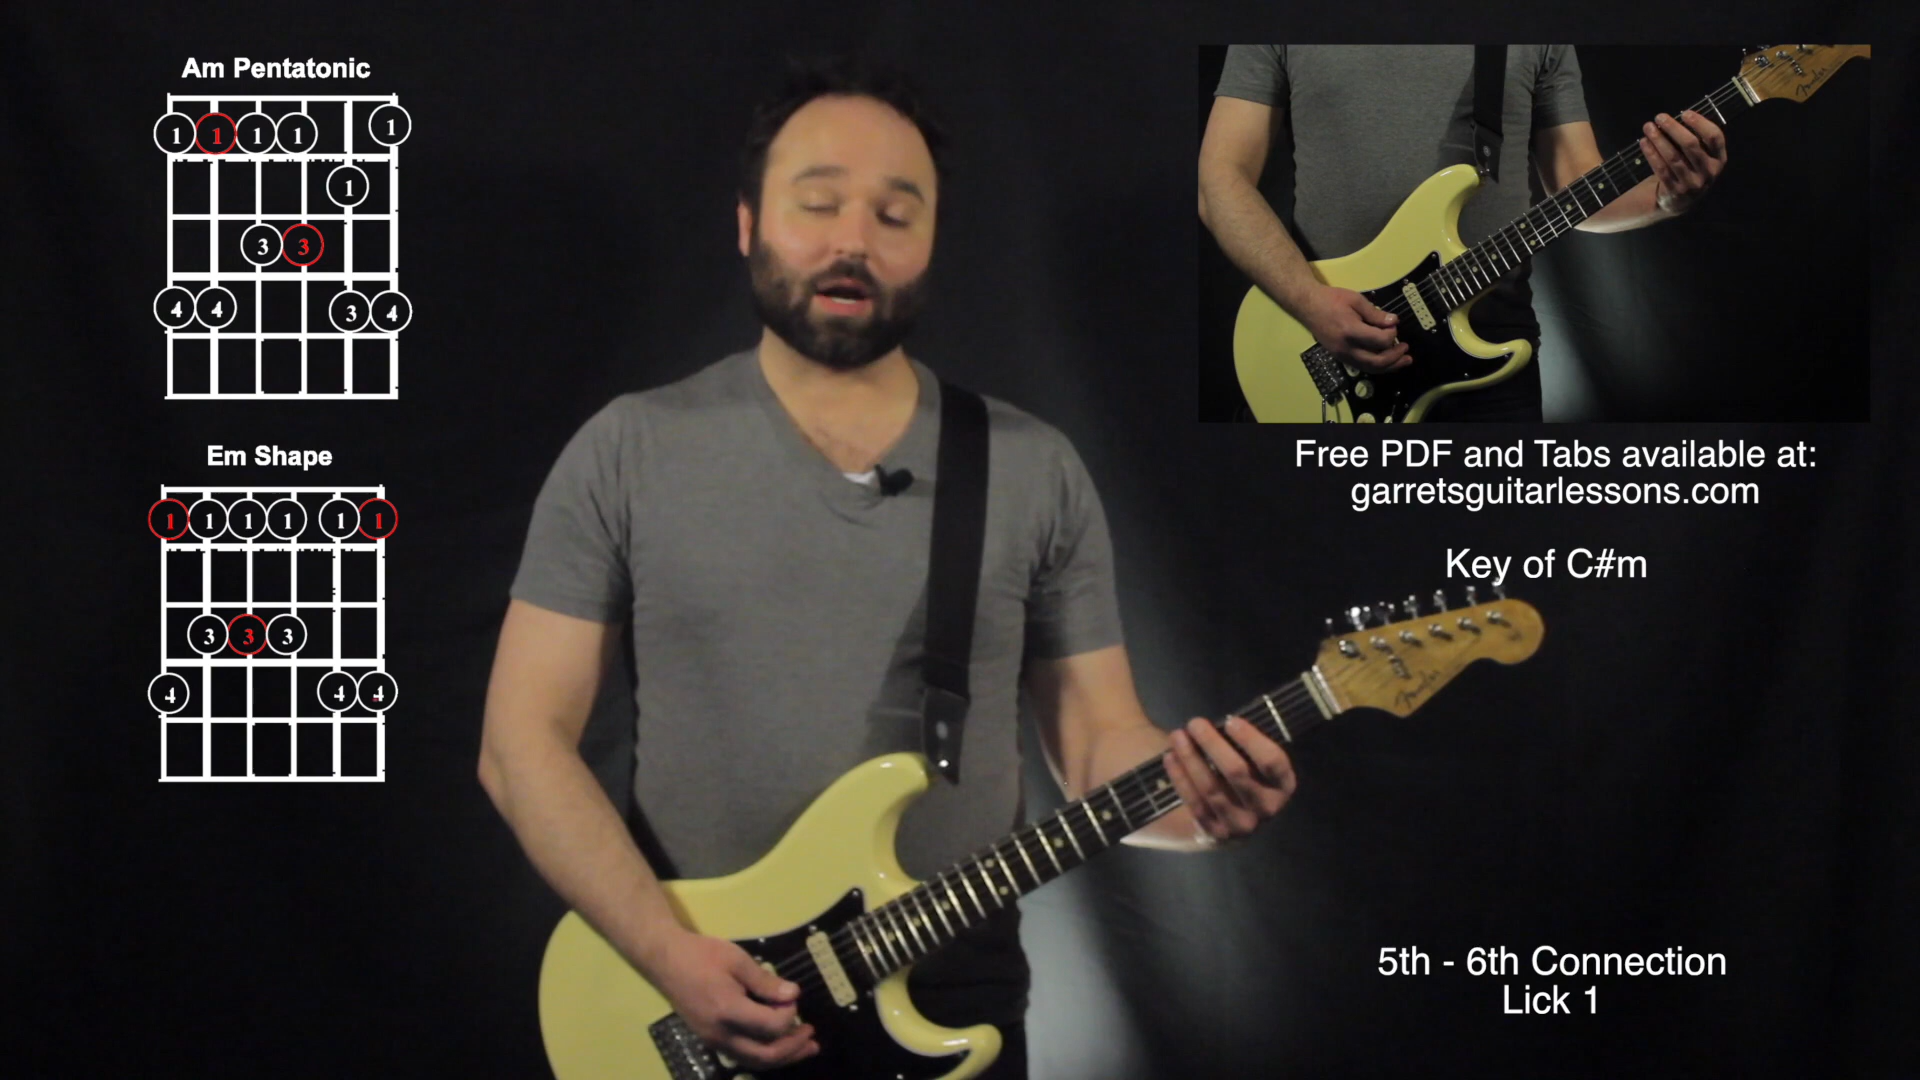 Am Pentatonic
1 1 1 1 1
1
3 3
4 4 3 4
Em Shape
1 1 1 1 1 1
3 3 3
4 4 4
Fender
Free PDF and Tabs available at:
garretsguitarlessons.com
Key of C#m
Fender
5th - 6th Connection
Lick 1